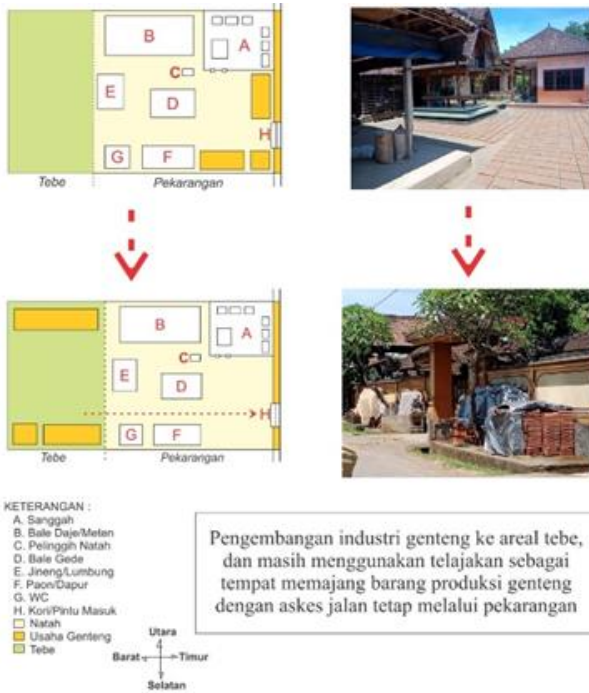 B
A
C
E
D
H
G
F
Tebe
Pekarangan
B
A
C
E
D
H
G
F
Tebe
Pekarangan
KETERANGAN :
A. Sanggah
B. Bale Daje/Meten
C. Pelinggih Natah
D. Bale Gede
E. Jineng/Lumbung
F. Paon/Dapur
G. WC
H. Kori/Pintu Masuk
Natah
Usaha Genteng
Tebe
Utara
Barat
Timur
Selatan
Pengembangan industri genteng ke areal tebe,
dan masih menggunakan telajakan sebagai
tempat memajang barang produksi genteng
dengan askes jalan tetap melalui pekarangan